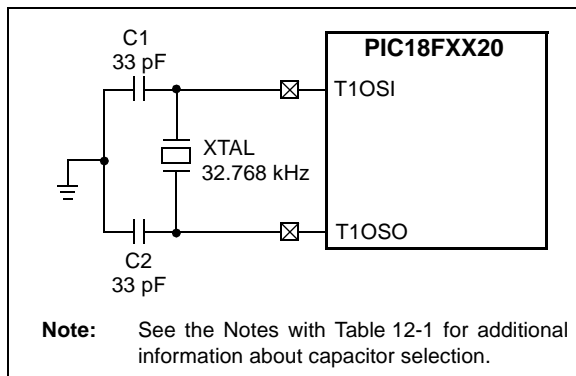 C1
33 pF
PIC18FXX20
T1OSI
XTAL
32.768 kHz
T1OSO
C2
33 pF
Note: See the Notes with Table 12-1 for additional
information about capacitor selection.